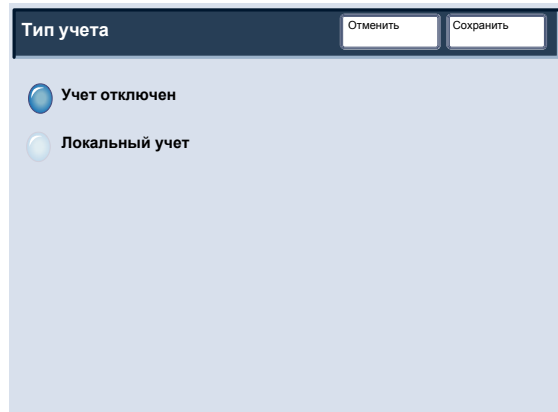 Тип учета
Отменить
Сохранить
Учет отключен
Локальный учет